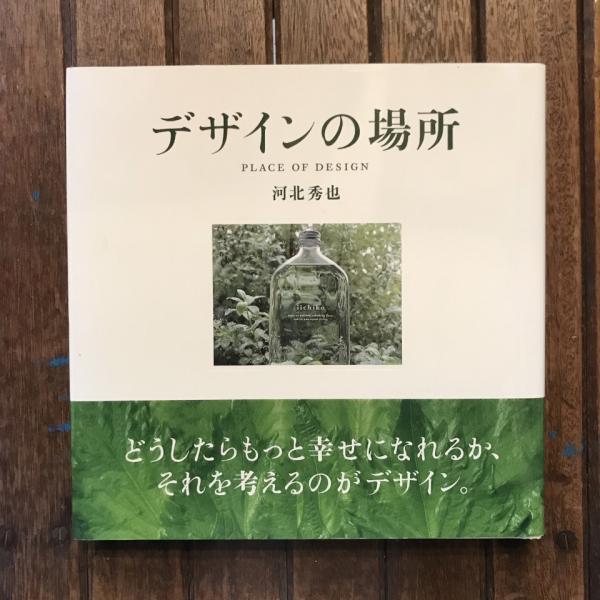 デザインの場所
PLACE OF DESIGN
河北秀也
iichiko
どうしたらもっと幸せになれるか、
それを考えるのがデザイン。